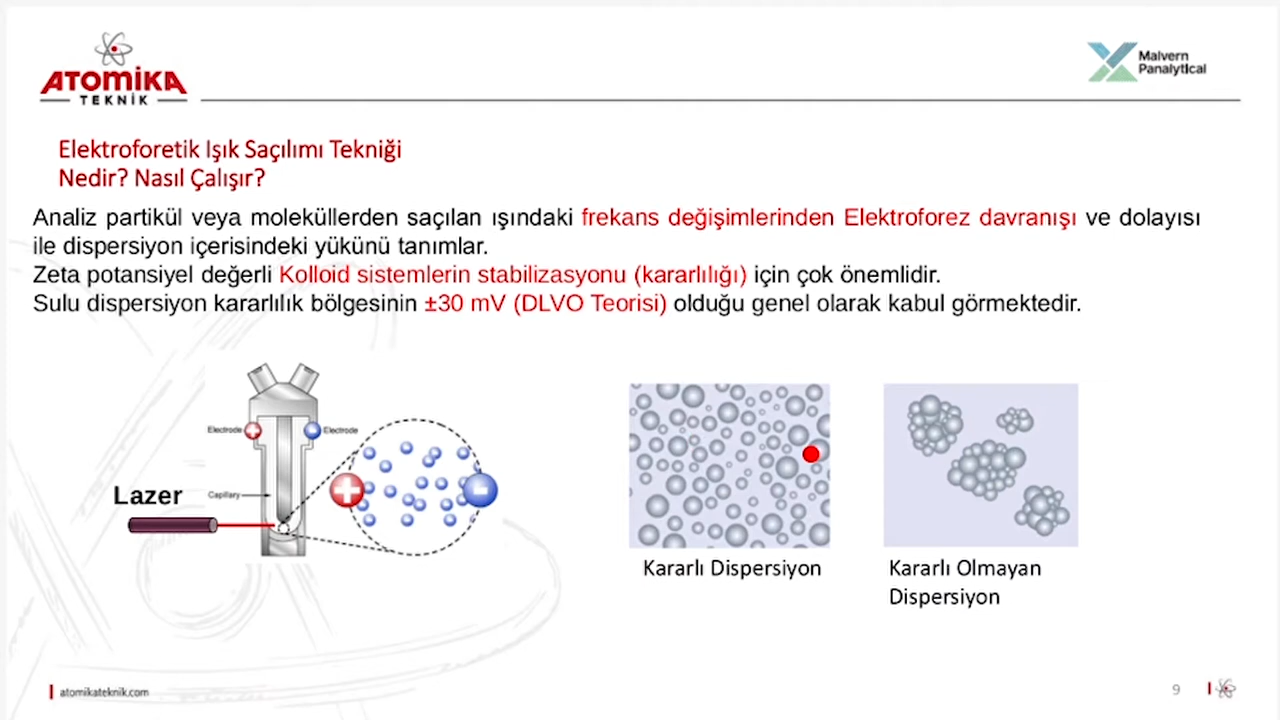 ATOMİKA
TEKNİK
Malvern
Panalytical
Elektroforetik Işık Saçılımı Tekniği
Nedir? Nasıl Çalışır?
Analiz partikül veya moleküllerden saçılan ışındaki frekans değişimlerinden Elektroforez davranışı ve dolayısı
ile dispersiyon içerisindeki yükünü tanımlar.
Zeta potansiyel değerli Kolloid sistemlerin stabilizasyonu (kararlılığı) için çok önemlidir.
Sulu dispersiyon kararlılık bölgesinin ±30 mV (DLVO Teorisi) olduğu genel olarak kabul görmektedir.
Electrode + - Electrode
Lazer
Capillary
+ -
Kararlı Dispersiyon
Kararlı Olmayan
Dispersiyon
atomikateknik.com
9